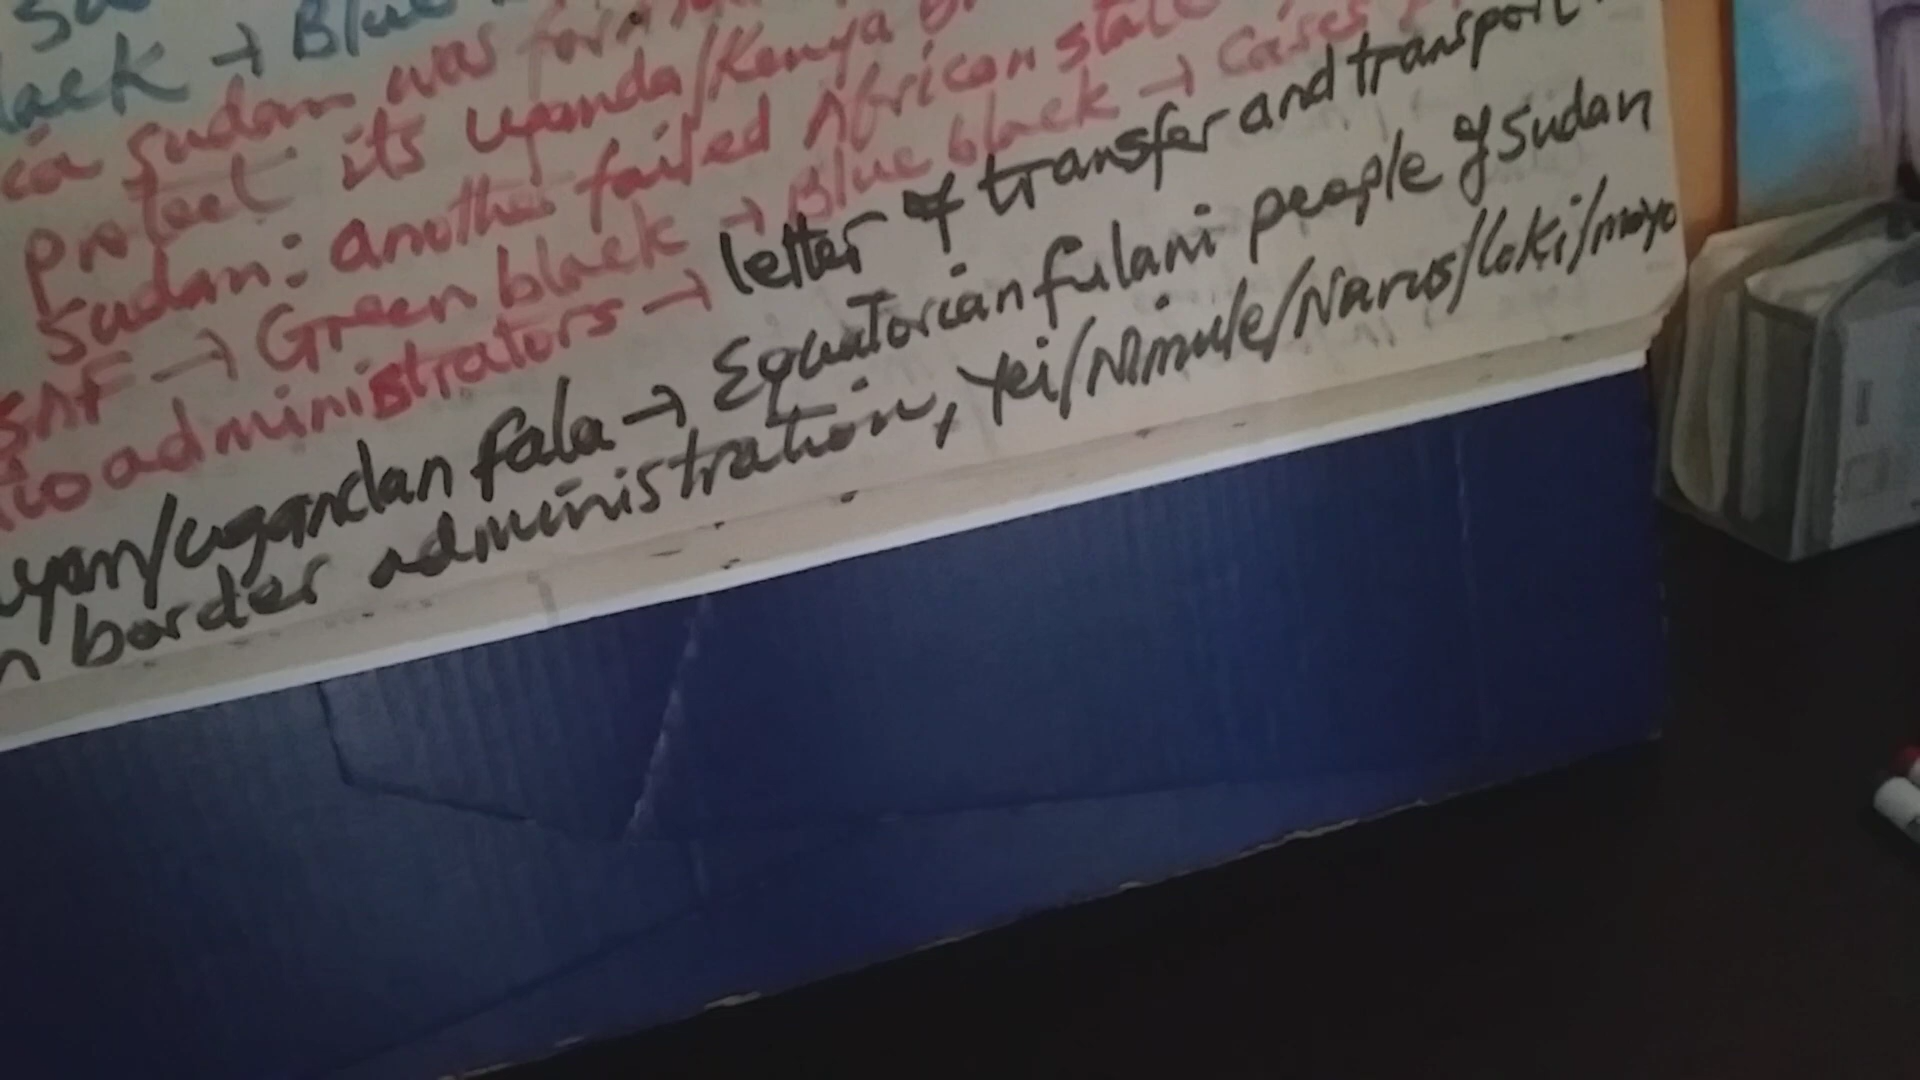 lack → Blue
sudan was
protect its uganda/Kenya
Sudan: another failed African state
SAF → Green black → Blue black → Cases
administrators → letter of transfer and transport
/ugandan fala → Equatorian fulani people of Sudan
border administration, Yei/Nimule/Narus/Loki/moyo